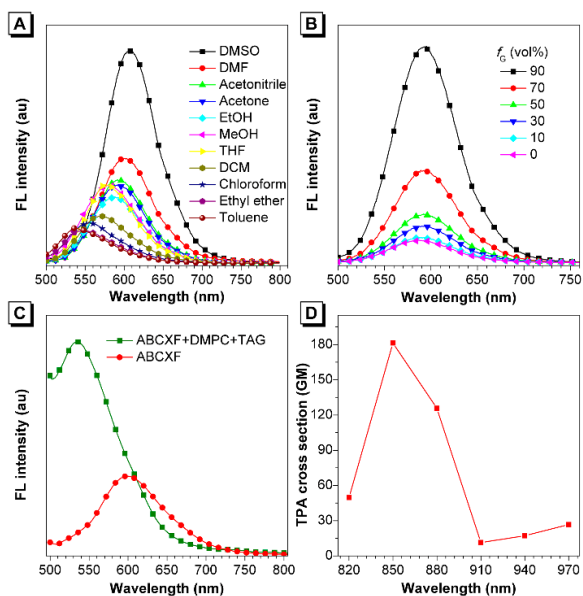 A
FL intensity (au)
DMSO
DMF
Acetonitrile
Acetone
EtOH
MeOH
THF
DCM
Chloroform
Ethyl ether
Toluene
500 550 600 650 700 750 800
Wavelength (nm)
B
FL intensity (au)
fG (vol%)
90
70
50
30
10
0
500 550 600 650 700 750
Wavelength (nm)
C
FL intensity (au)
ABCXF+DMPC+TAG
ABCXF
500 550 600 650 700 750 800
Wavelength (nm)
D
TPA cross section (GM)
180
150
120
90
60
30
0
820 850 880 910 940 970
Wavelength (nm)